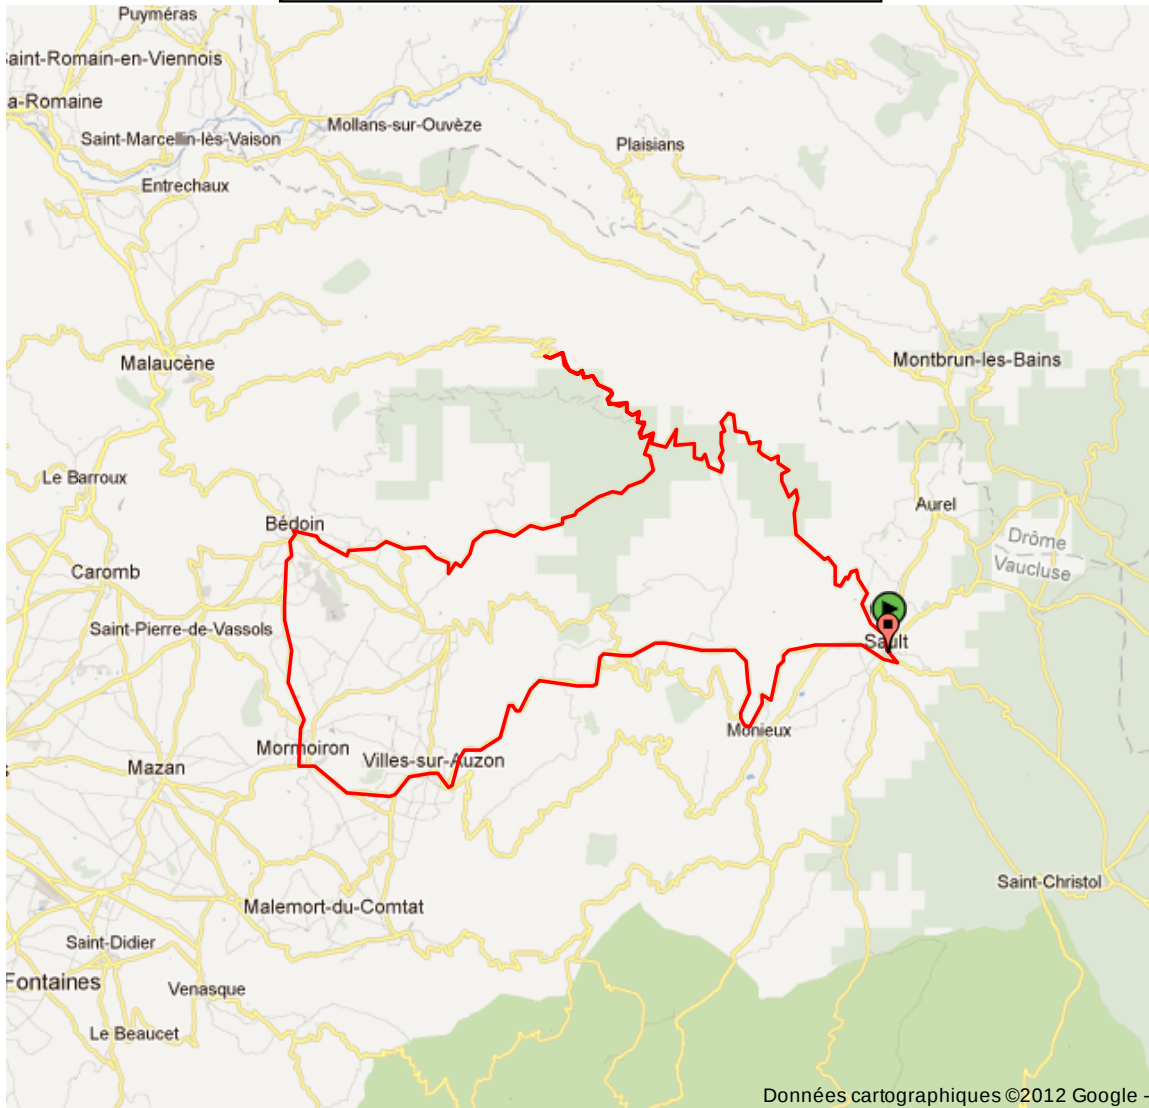 Puyméras
aint-Romain-en-Viennois
a-Romaine
Mollans-sur-Ouvèze
Saint-Marcellin-lès-Vaison
Plaisians
Entrechaux
Malaucène
Montbrun-les-Bains
Le Barroux
Aurel
Bédoin
Drôme
Vaucluse
Caromb
Saint-Pierre-de-Vassols
Sault
Monieux
Mormoiron
Villes-sur-Auzon
Mazan
Saint-Christol
Malemort-du-Comtat
Saint-Didier
Fontaines
Venasque
Le Beaucet
Données cartographiques ©2012 Google -